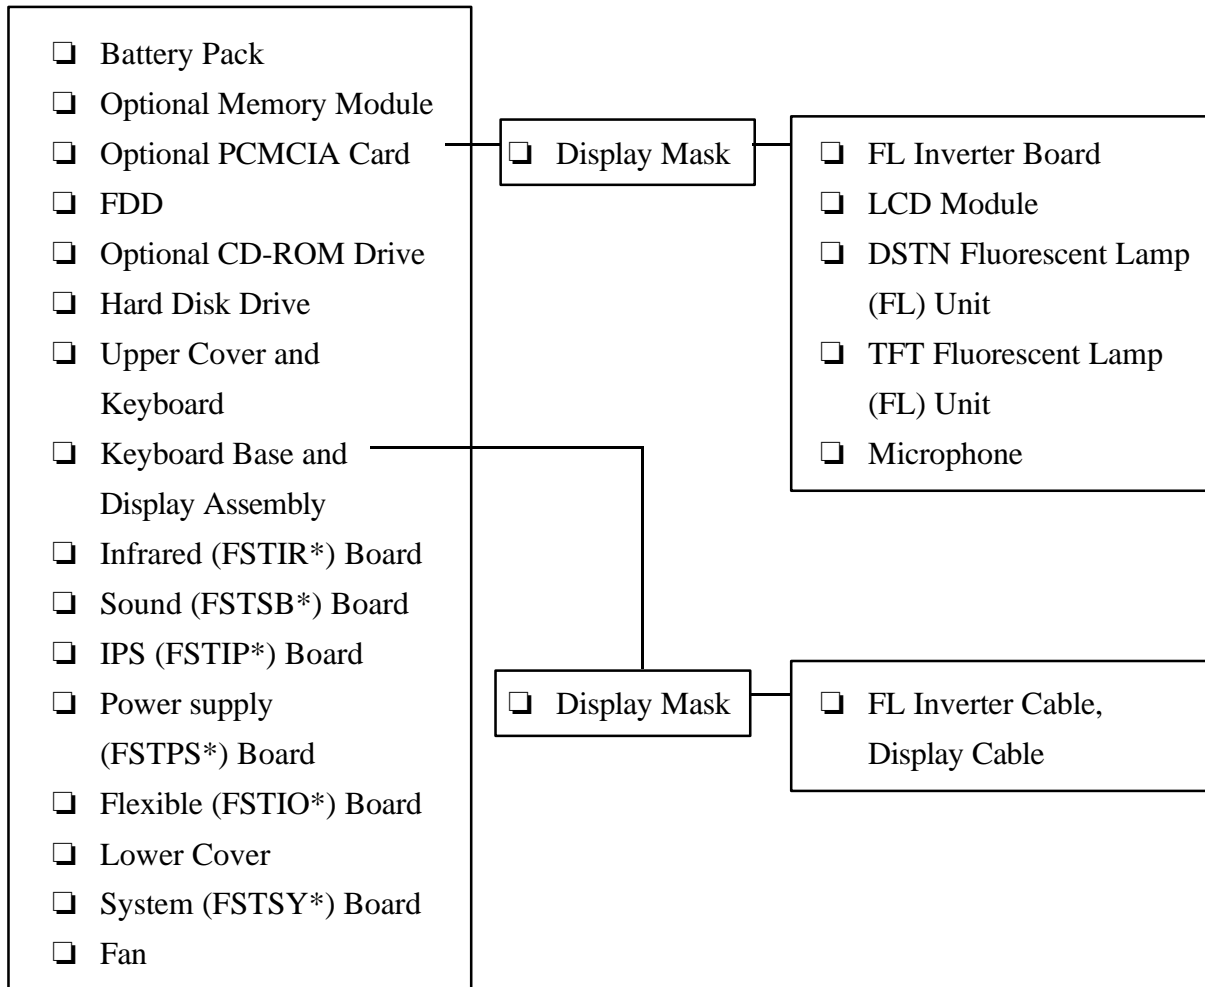 ❏ Battery Pack
❏ Optional Memory Module
❏ Optional PCMCIA Card
❏ FDD
❏ Optional CD-ROM Drive
❏ Hard Disk Drive
❏ Upper Cover and
Keyboard
❏ Keyboard Base and
Display Assembly
❏ Infrared (FSTIR*) Board
❏ Sound (FSTSB*) Board
❏ IPS (FSTIP*) Board
❏ Power supply
(FSTPS*) Board
❏ Flexible (FSTIO*) Board
❏ Lower Cover
❏ System (FSTSY*) Board
❏ Fan
❏ Display Mask
❏ FL Inverter Board
❏ LCD Module
❏ DSTN Fluorescent Lamp
(FL) Unit
❏ TFT Fluorescent Lamp
(FL) Unit
❏ Microphone
❏ Display Mask
❏ FL Inverter Cable,
Display Cable